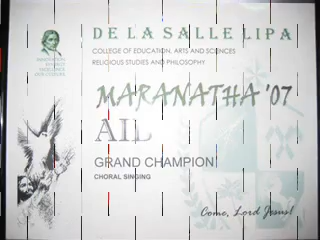 DE LA SALLE LIPA
COLLEGE OF EDUCATION, ARTS AND SCIENCES
RELIGIOUS STUDIES AND PHILOSOPHY
MARANATHA '07
AIL
GRAND CHAMPION
CHORAL SINGING
Come, Lord Jesus!